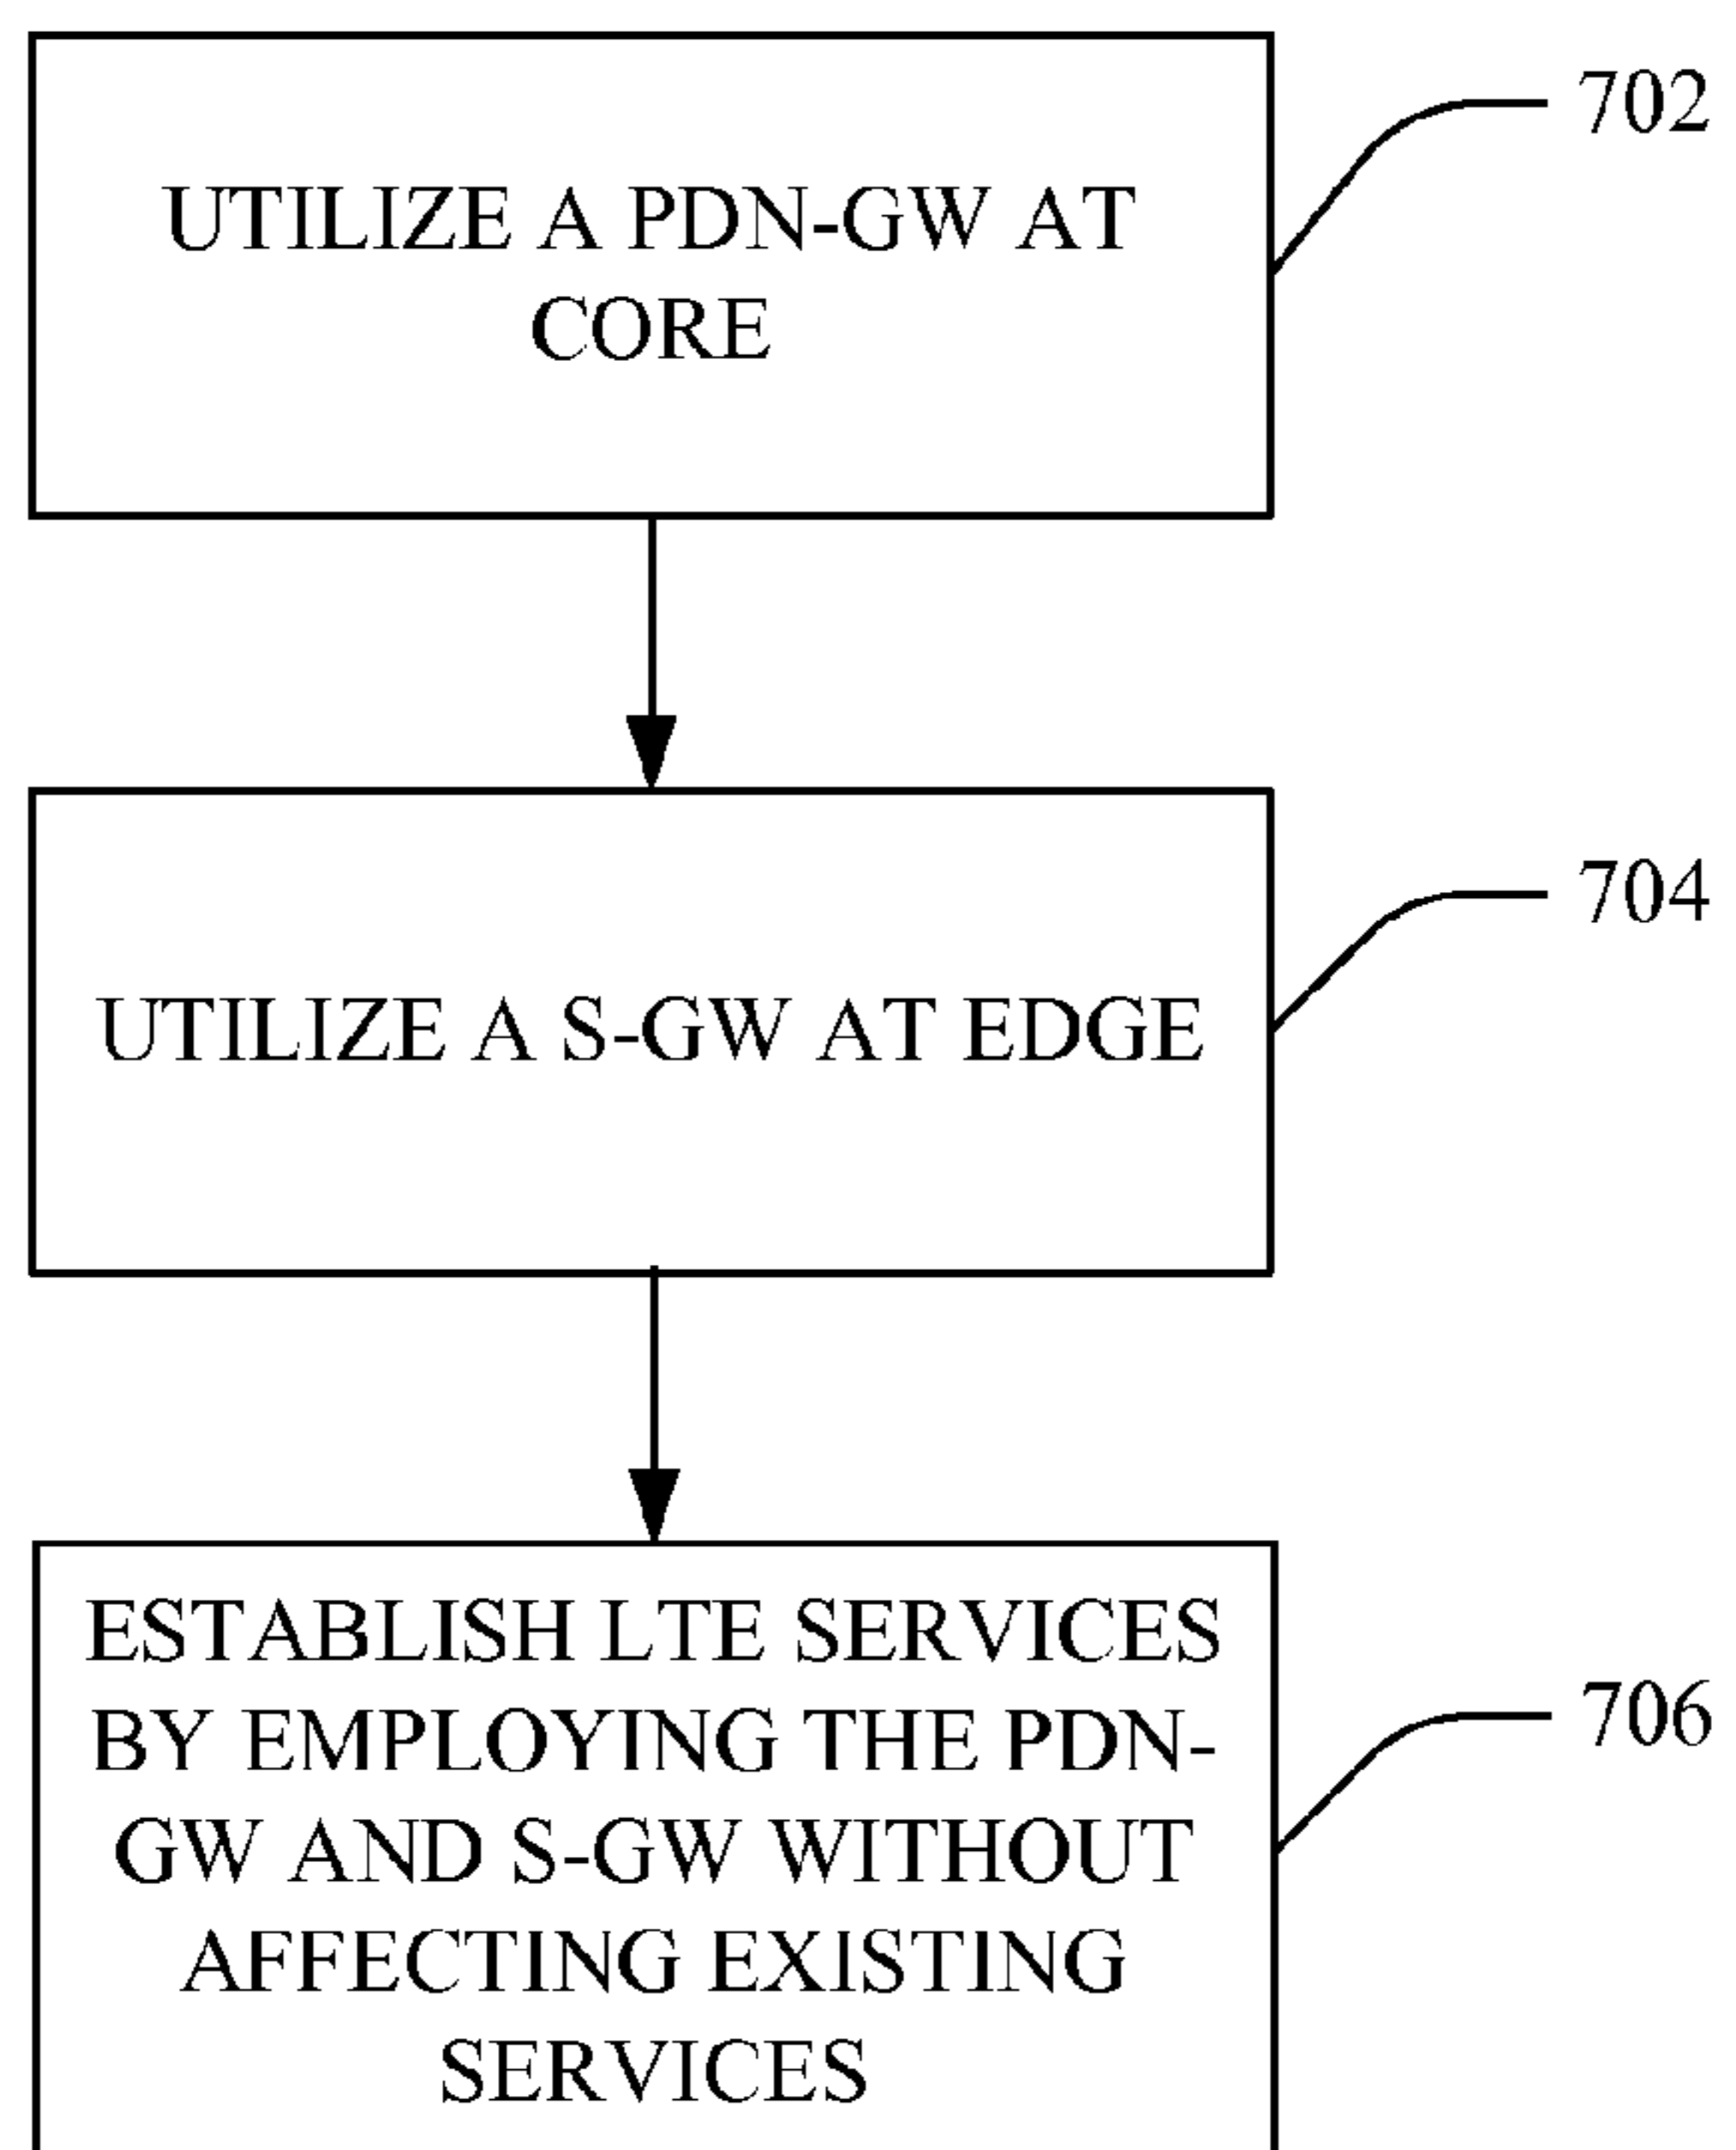 702
UTILIZE A PDN-GW AT
CORE
704
UTILIZE A S-GW AT EDGE
ESTABLISH LTE SERVICES
BY EMPLOYING THE PDN-
GW AND S-GW WITHOUT
AFFECTING EXISTING
SERVICES
706